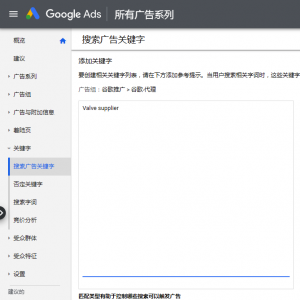 Google Ads
所有广告系列
概览
建议
广告系列
广告组
广告与附加信息
着陆页
关键字
搜索广告关键字
否定关键字
搜索字词
竞价分析
受众群体
受众特征
设置
建议的
搜索广告关键字
添加关键字
要创建相关关键字列表，请在下方添加参考提示。当用户搜索相关字词时，这些关键字
广告组：谷歌推广 > 谷歌-代理
Valve supplier
匹配类型有助于控制哪些搜索可以触发广告